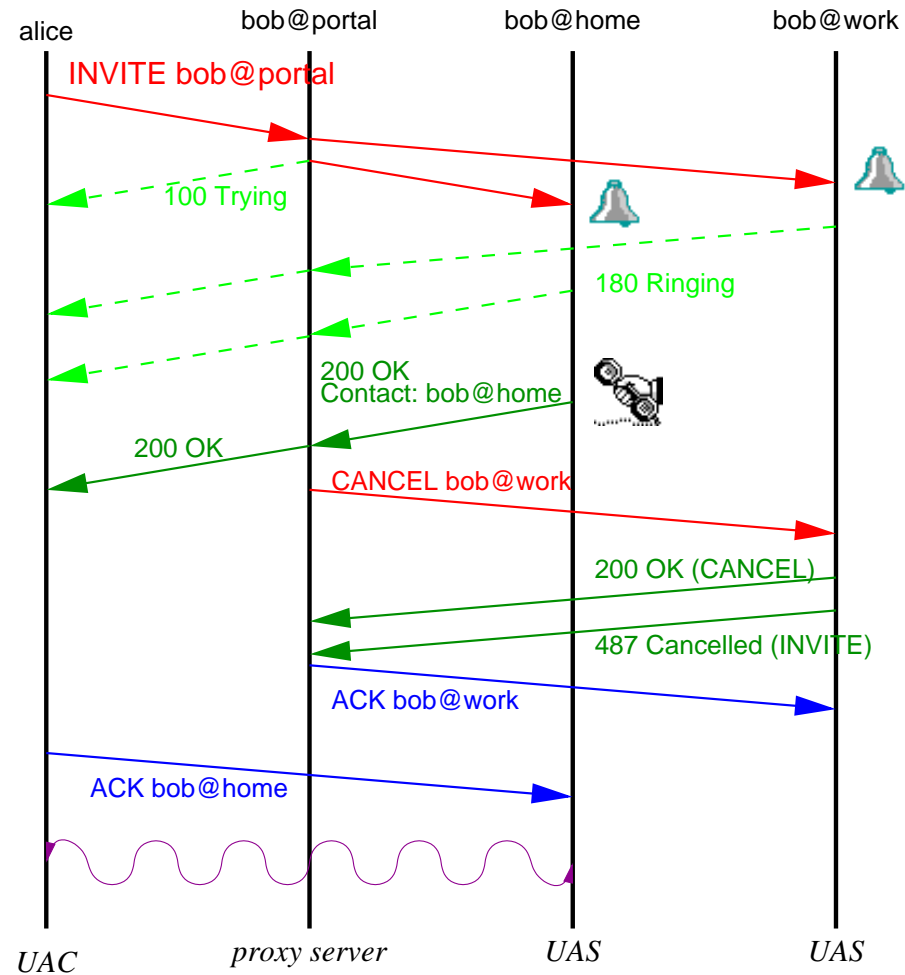 alice
bob@portal
bob@home
bob@work
INVITE bob@portal
100 Trying
180 Ringing
200 OK
Contact: bob@home
200 OK
CANCEL bob@work
200 OK (CANCEL)
487 Cancelled (INVITE)
ACK bob@work
ACK bob@home
UAC
proxy server
UAS
UAS